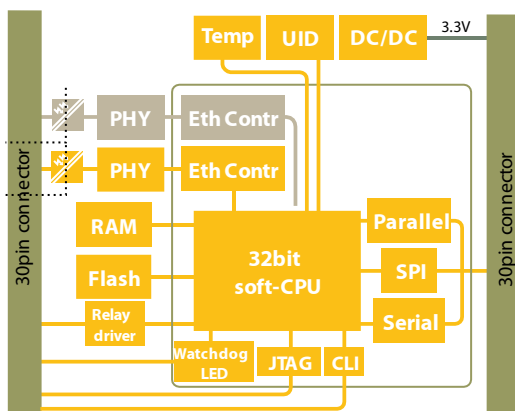 Temp
UID
DC/DC
3.3V
PHY
Eth Contr
PHY
Eth Contr
30pin connector
30pin connector
RAM
32bit
soft-CPU
Parallel
Flash
SPI
Relay
driver
Serial
Watchdog
LED
JTAG
CLI